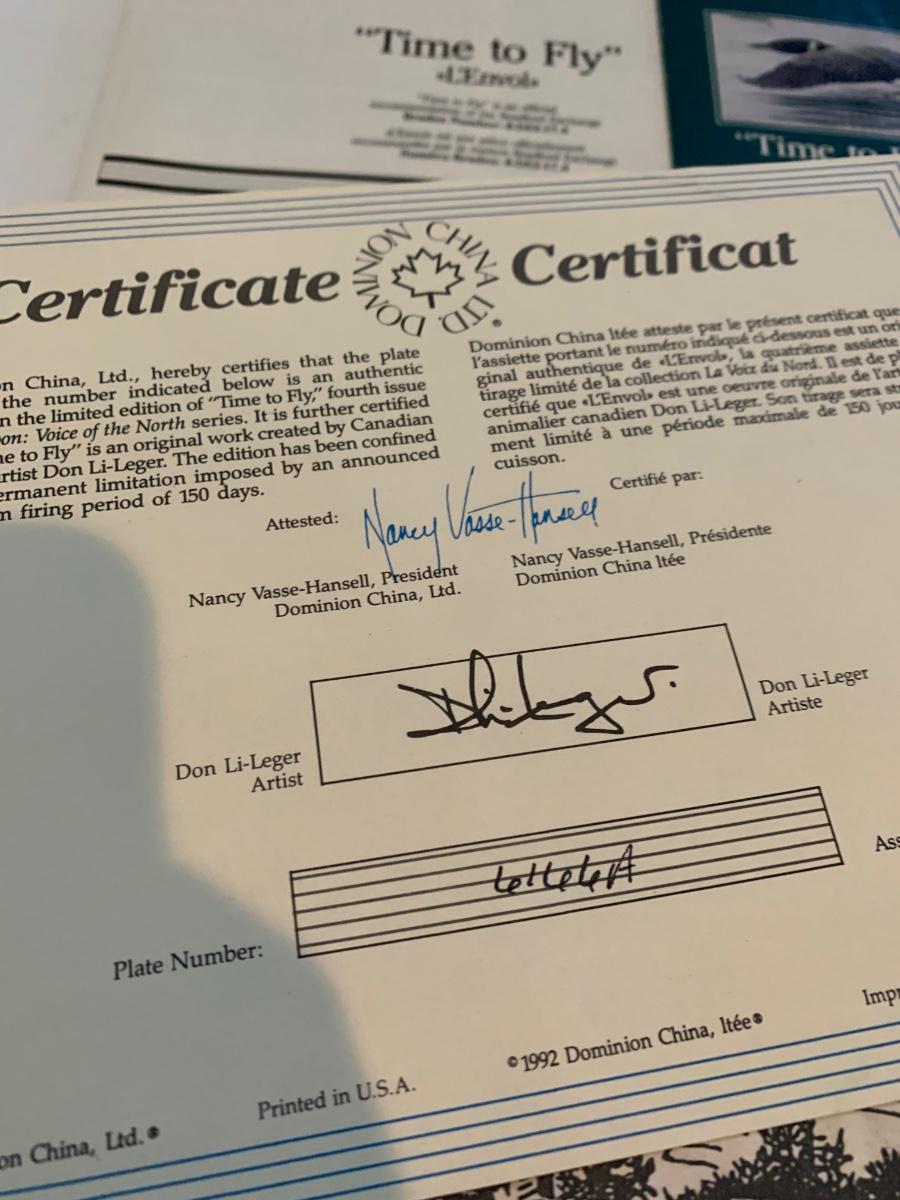 “Time to Fly”
«L'Envol»
“Time to
Certificate
DOMINION CHINA LTD.
Certificat
n China, Ltd., hereby certifies that the plate
the number indicated below is an authentic
n the limited edition of “Time to Fly,” fourth issue
on: Voice of the North series. It is further certified
e to Fly” is an original work created by Canadian
rtist Don Li-Leger. The edition has been confined
ermanent limitation imposed by an announced
n firing period of 150 days.
Dominion China ltée atteste par le présent certificat que
l'assiette portant le numéro indiqué ci-dessous est un ori
ginal authentique de «L'Envol», la quatrième assiette
tirage limité de la collection La Voix du Nord. Il est de pl
certifié que «L'Envol» est une oeuvre originale de l'art
animalier canadien Don Li-Leger. Son tirage sera str
ment limité à une période maximale de 150 jou
cuisson.
Attested:
Nancy Vasse-Hansell
Certifié par:
Nancy Vasse-Hansell, President
Dominion China, Ltd.
Nancy Vasse-Hansell, Présidente
Dominion China ltée
Don Li-Leger
Artist
D Li-Leger
Don Li-Leger
Artiste
Plate Number:
Ass
Impr
on China, Ltd.®
Printed in U.S.A.
©1992 Dominion China, ltée®